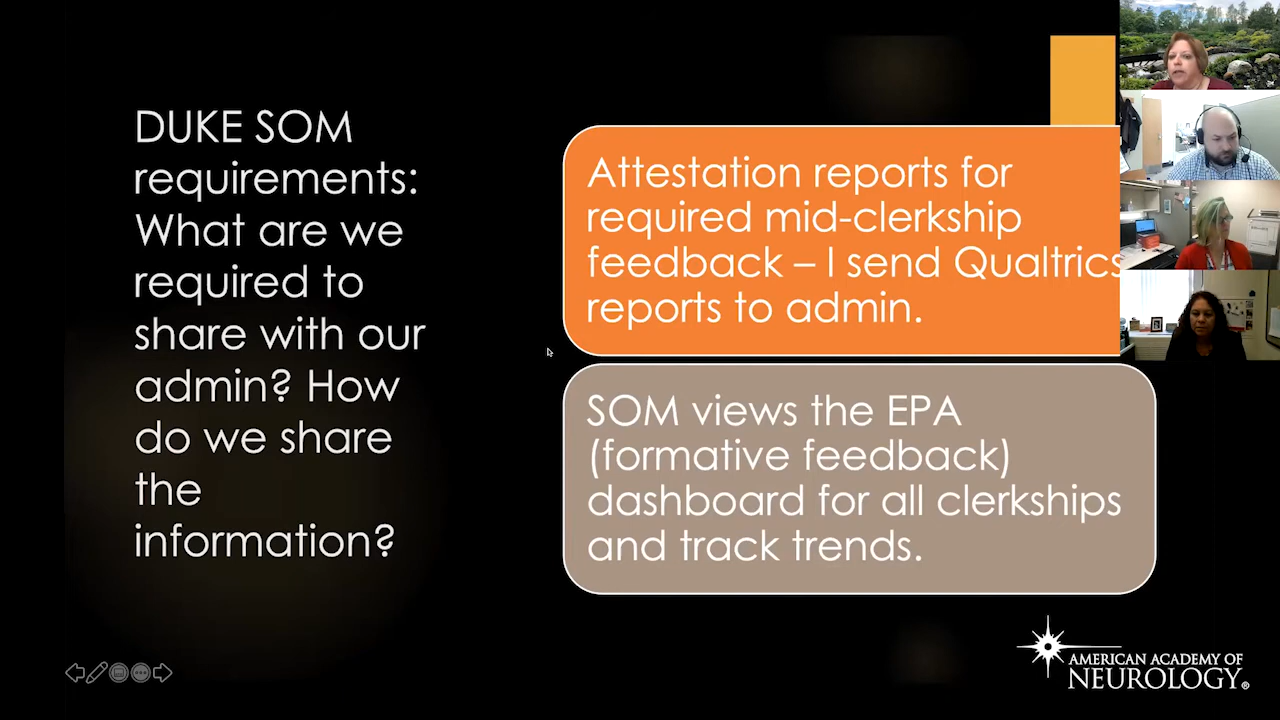 DUKE SOM
requirements:
What are we
required to
share with our
admin? How
do we share
the
information?
Attestation reports for
required mid-clerkship
feedback – I send Qualtrics
reports to admin.
SOM views the EPA
(formative feedback)
dashboard for all clerkships
and track trends.
AMERICAN ACADEMY OF
NEUROLOGY®